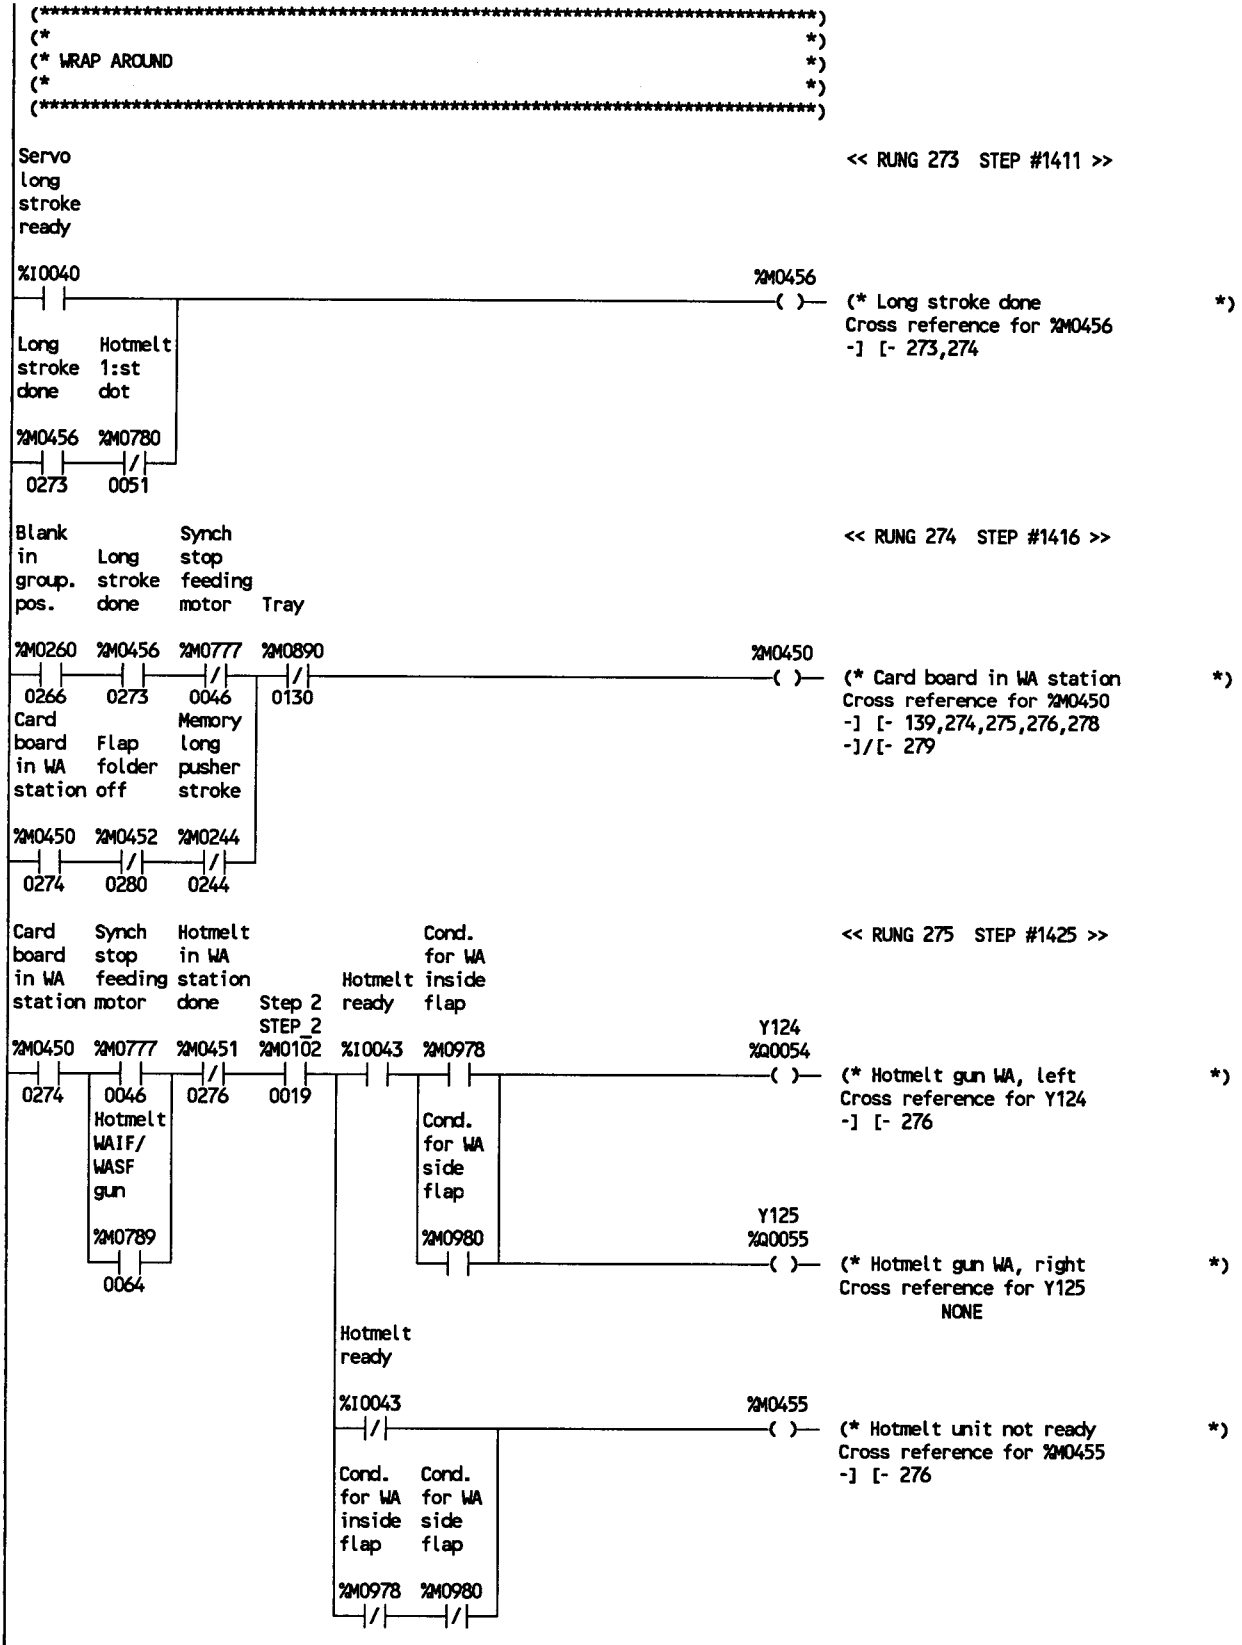 (****************************************************************************)
(* *)
(* WRAP AROUND *)
(* *)
(****************************************************************************)
Servo << RUNG 273 STEP #1411 >>
long
stroke
ready
%I0040 %M0456
(* Long stroke done *)
Cross reference for %M0456
Long Hotmelt -] [- 273,274
stroke 1:st
done dot
%M0456 %M0780
0273 0051
Blank Synch << RUNG 274 STEP #1416 >>
in Long stop
group. stroke feeding
pos. done motor Tray
%M0260 %M0456 %M0777 %M0890 %M0450
(* Card board in WA station *)
0266 0273 0046 0130 Cross reference for %M0450
Card Memory -] [- 139,274,275,276,278
board Flap long -]/[- 279
in WA folder pusher
station off stroke
%M0450 %M0452 %M0244
0274 0280 0244
Card Synch Hotmelt Cond. << RUNG 275 STEP #1425 >>
board stop in WA for WA
in WA feeding station Hotmelt inside
station motor done Step 2 ready flap
STEP_2 Y124
%M0450 %M0777 %M0451 %M0102 %I0043 %M0978 %Q0054
(* Hotmelt gun WA, left *)
0274 0046 0276 0019 Cross reference for Y124
Hotmelt Cond. -] [- 276
WAIF/ for WA
WASF side
gun flap
Y125
%M0789 %M0980 %Q0055
(* Hotmelt gun WA, right *)
0064 Cross reference for Y125
NONE
Hotmelt
ready
%I0043 %M0455
(* Hotmelt unit not ready *)
Cross reference for %M0455
Cond. Cond. -] [- 276
for WA for WA
inside side
flap flap
%M0978 %M0980